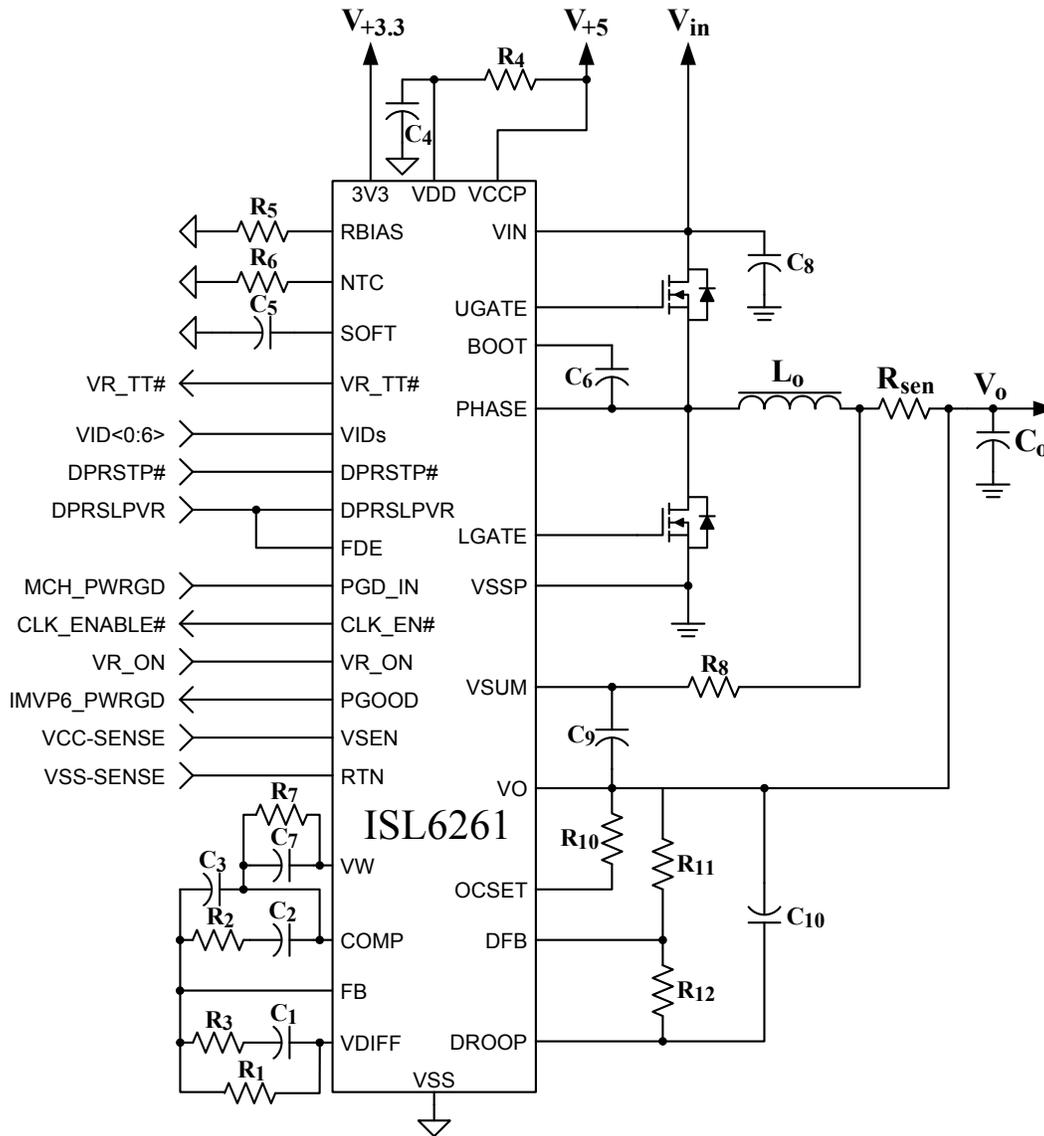 V+3.3
V+5
Vin
R4
C4
3V3
VDD
VCCP
R5
RBIAS
VIN
C8
R6
NTC
UGATE
C5
SOFT
BOOT
C6
VR_TT#
VR_TT#
PHASE
Lo
Rsen
Vo
Co
VID<0:6>
VIDs
DPRSTP#
DPRSTP#
DPRSLPVR
DPRSLPVR
LGATE
FDE
VSSP
MCH_PWRGD
PGD_IN
CLK_ENABLE#
CLK_EN#
VR_ON
VR_ON
VSUM
R8
IMVP6_PWRGD
PGOOD
VCC-SENSE
VSEN
C9
VSS-SENSE
RTN
VO
R7
ISL6261
C7
VW
R10
R11
C3
OCSET
R2
C2
COMP
DFB
C10
FB
R12
R3
C1
VDIFF
DROOP
R1
VSS